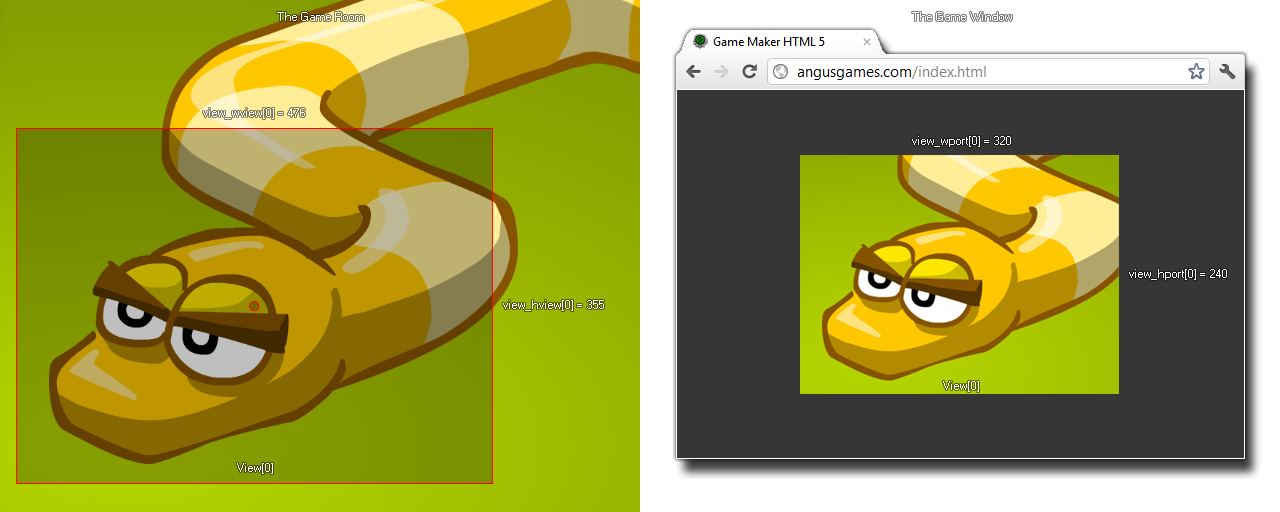 The Game Room
view_wview[0] = 476
view_hview[0] = 355
View[0]
The Game Window
Game Maker HTML 5
angusgames.com/index.html
view_wport[0] = 320
view_hport[0] = 240
View[0]